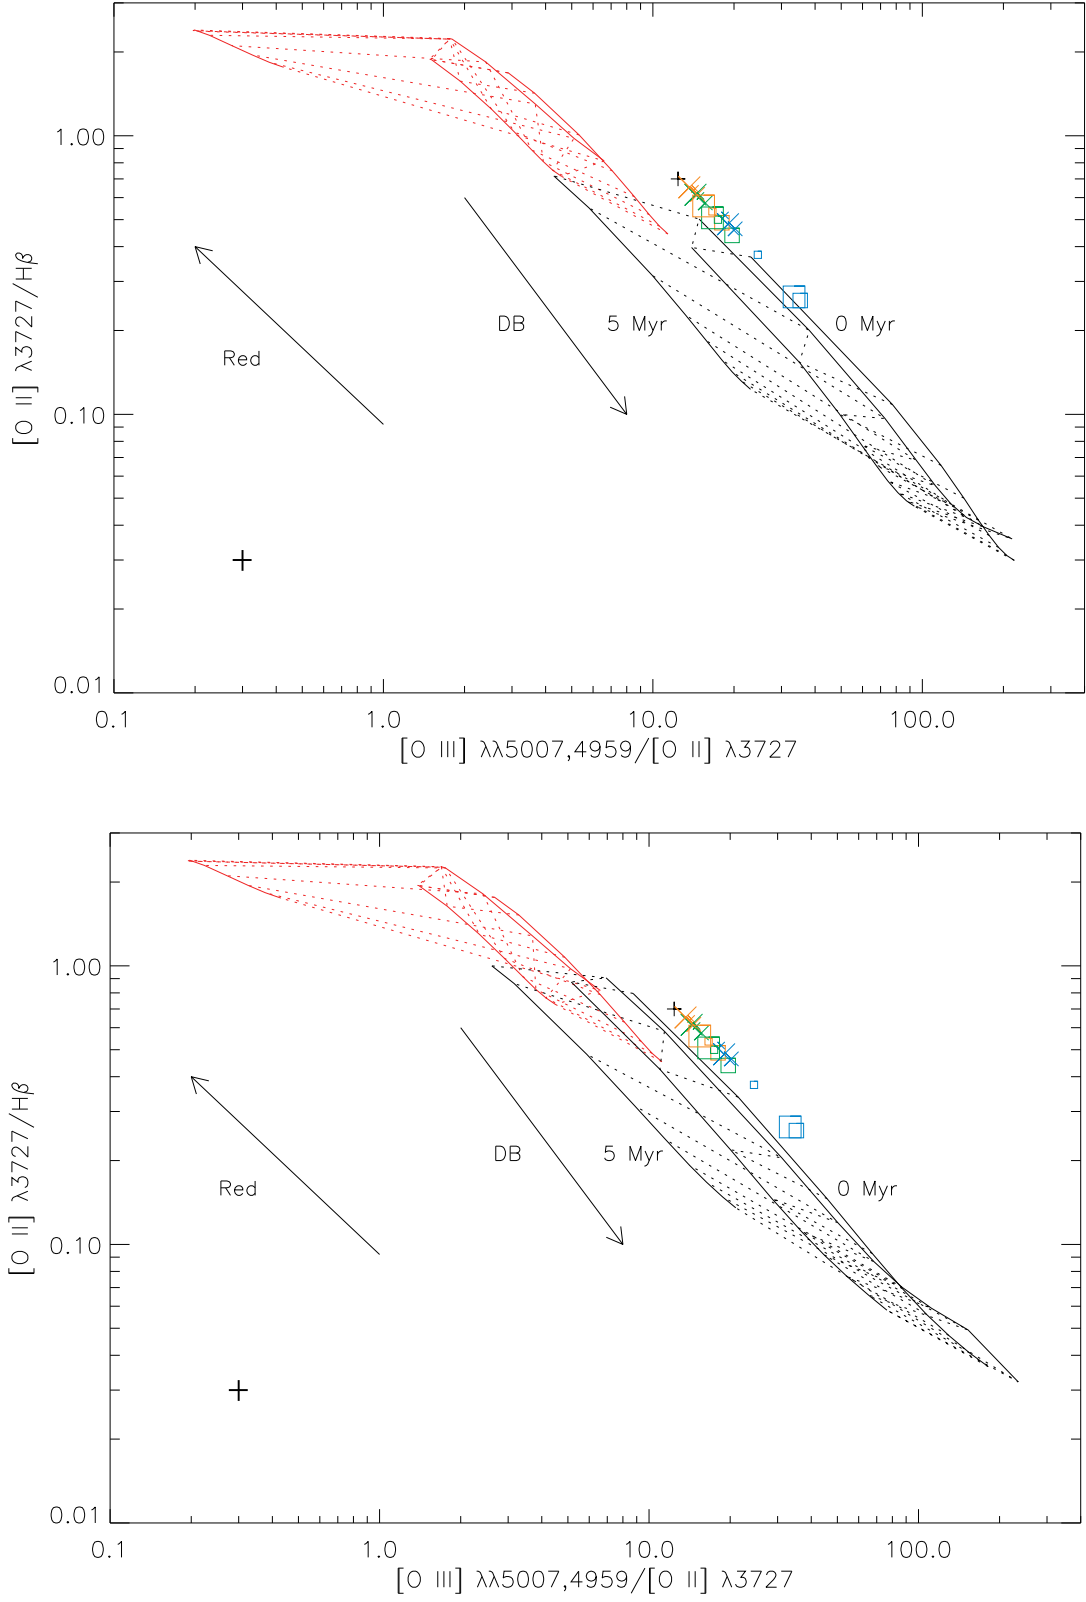 [O II] λ3727/Hβ
1.00
0.10
0.01
Red
DB
5 Myr
0 Myr
0.1
1.0
10.0
100.0
[O III] λλ5007,4959/[O II] λ3727
[O II] λ3727/Hβ
1.00
0.10
0.01
Red
DB
5 Myr
0 Myr
0.1
1.0
10.0
100.0
[O III] λλ5007,4959/[O II] λ3727